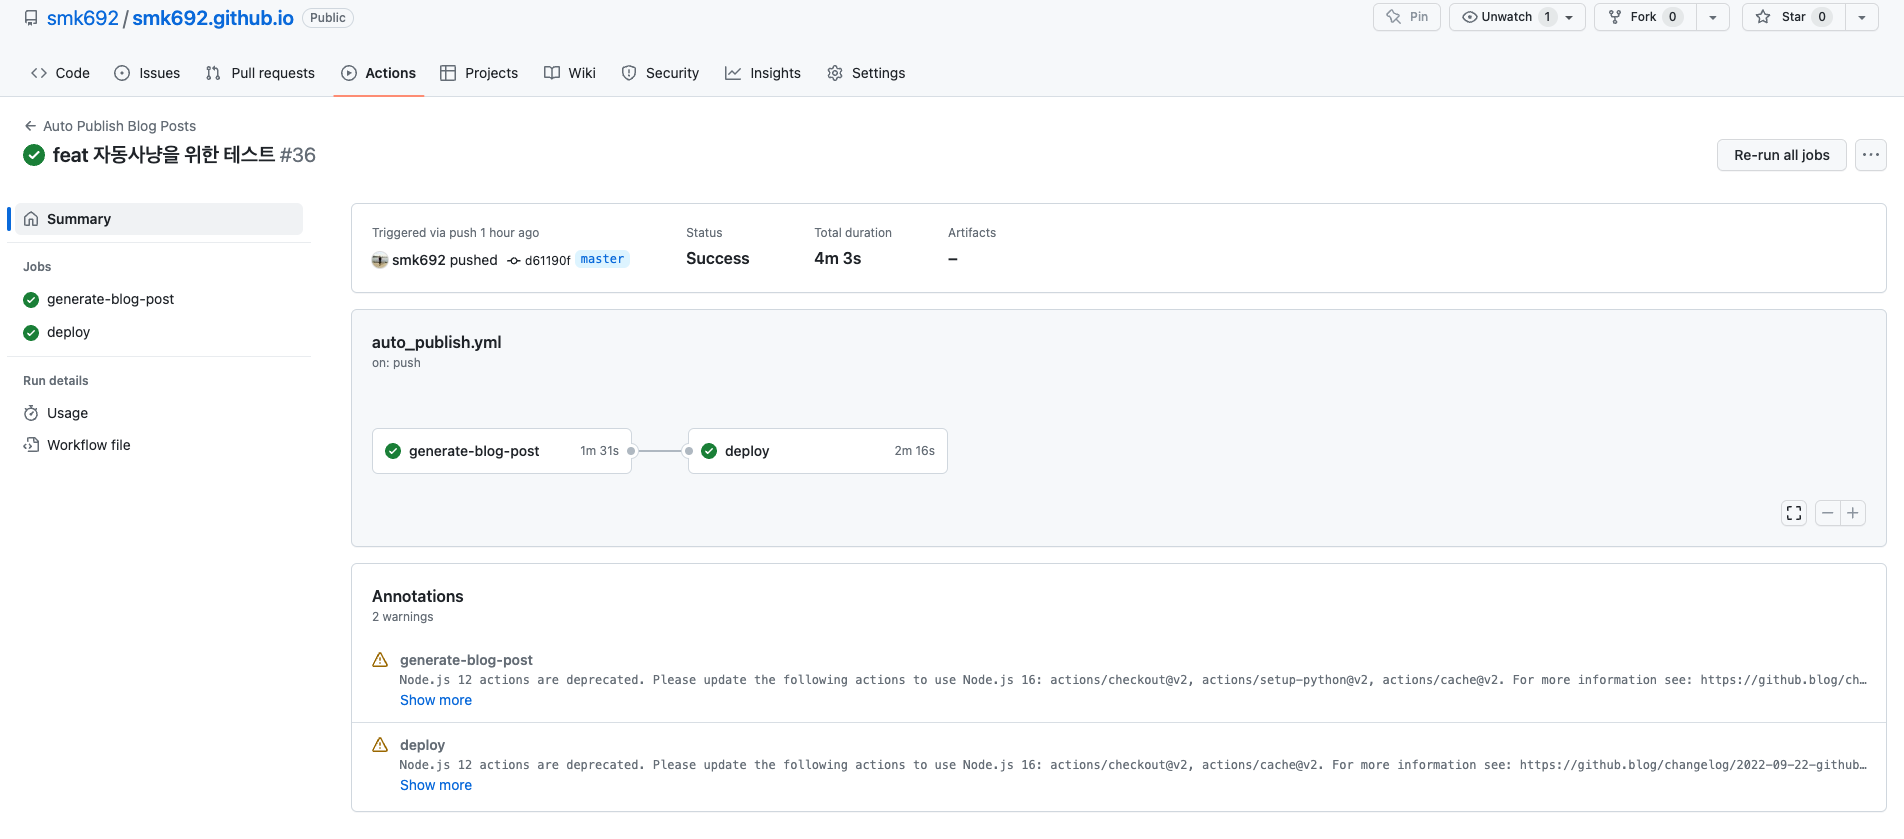 smk692 / smk692.github.io Public
Pin Unwatch 1 Fork 0 Star 0
Code Issues Pull requests Actions Projects Wiki Security Insights Settings
← Auto Publish Blog Posts
feat 자동사냥을 위한 테스트 #36
Re-run all jobs ...
Summary
Jobs
generate-blog-post
deploy
Run details
Usage
Workflow file
Triggered via push 1 hour ago
smk692 pushed d61190f master
Status
Success
Total duration
4m 3s
Artifacts
–
auto_publish.yml
on: push
generate-blog-post 1m 31s
deploy 2m 16s
Annotations
2 warnings
generate-blog-post
Node.js 12 actions are deprecated. Please update the following actions to use Node.js 16: actions/checkout@v2, actions/setup-python@v2, actions/cache@v2. For more information see: https://github.blog/ch…
Show more
deploy
Node.js 12 actions are deprecated. Please update the following actions to use Node.js 16: actions/checkout@v2, actions/cache@v2. For more information see: https://github.blog/changelog/2022-09-22-github…
Show more